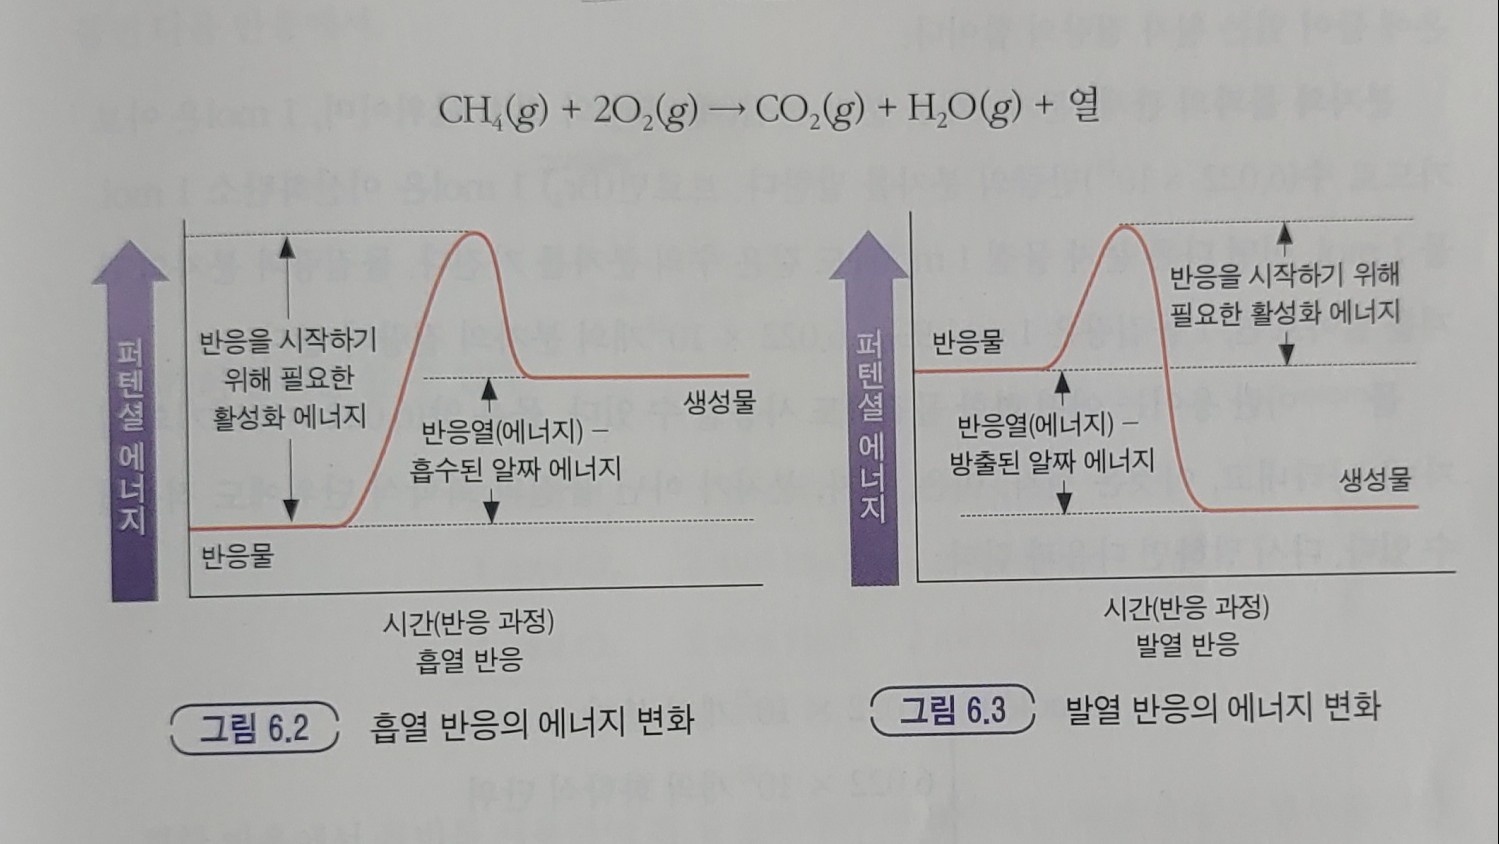 CH₄(g) + 2O₂(g) → CO₂(g) + H₂O(g) + 열
퍼텐셜 에너지
반응을 시작하기
위해 필요한
활성화 에너지
반응열(에너지) –
흡수된 알짜 에너지
생성물
반응물
시간(반응 과정)
흡열 반응
그림 6.2 흡열 반응의 에너지 변화
퍼텐셜 에너지
반응물
반응을 시작하기 위해
필요한 활성화 에너지
반응열(에너지) –
방출된 알짜 에너지
생성물
시간(반응 과정)
발열 반응
그림 6.3 발열 반응의 에너지 변화